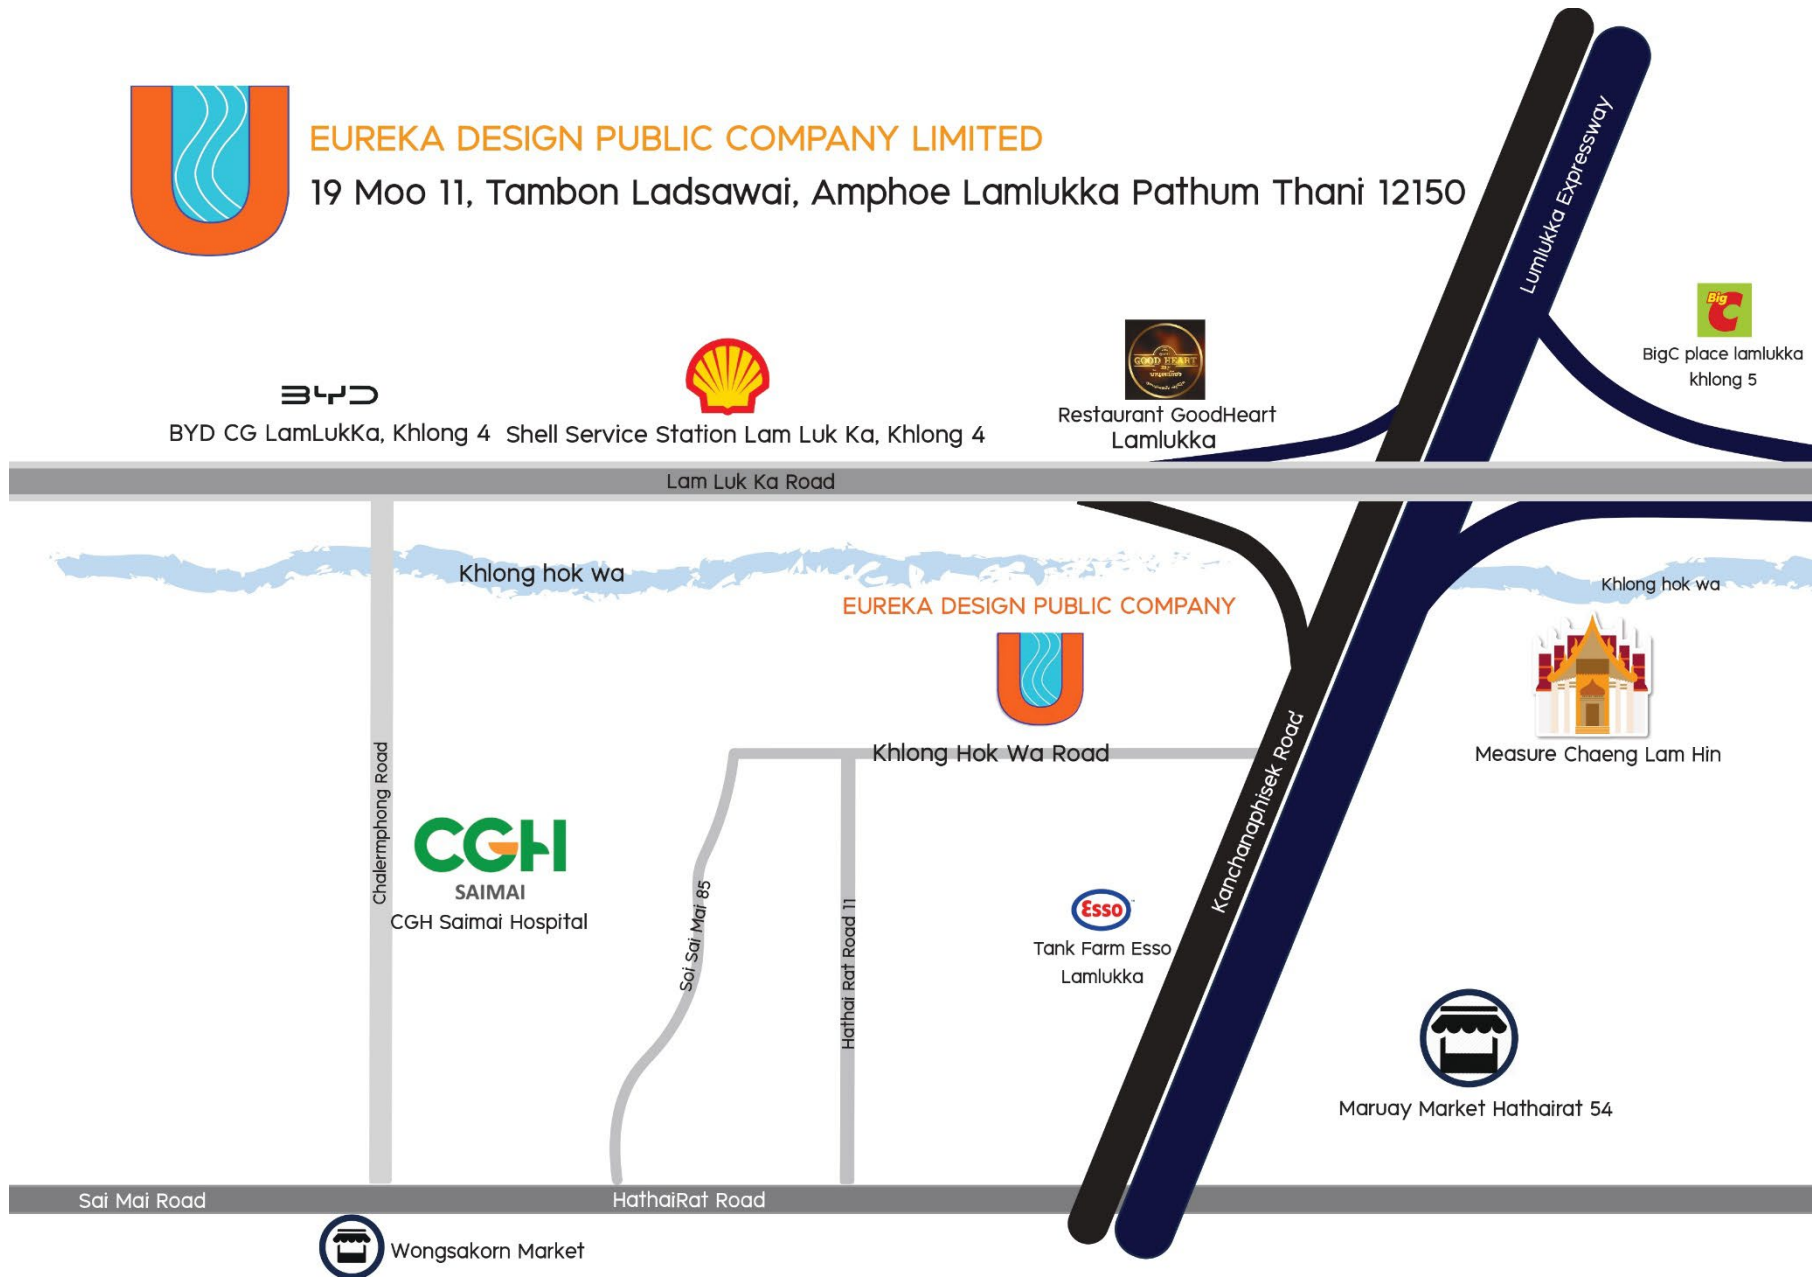 EUREKA DESIGN PUBLIC COMPANY LIMITED
19 Moo 11, Tambon Ladsawai, Amphoe Lamlukka Pathum Thani 12150
Lumlukka Expressway
Big
C
BigC place lamlukka
khlong 5
GOOD HEART
Restaurant GoodHeart
Lamlukka
BYD
BYD CG LamLukKa, Khlong 4
Shell Service Station Lam Luk Ka, Khlong 4
Lam Luk Ka Road
Khlong hok wa
Khlong hok wa
EUREKA DESIGN PUBLIC COMPANY
Khlong Hok Wa Road
Kanchanaphisek Road
Measure Chaeng Lam Hin
Chalermphong Road
CGH
SAIMAI
CGH Saimai Hospital
Soi Sai Mai 85
Hathai Rat Road 11
Esso
Tank Farm Esso
Lamlukka
Maruay Market Hathairat 54
Sai Mai Road
HathaiRat Road
Wongsakorn Market